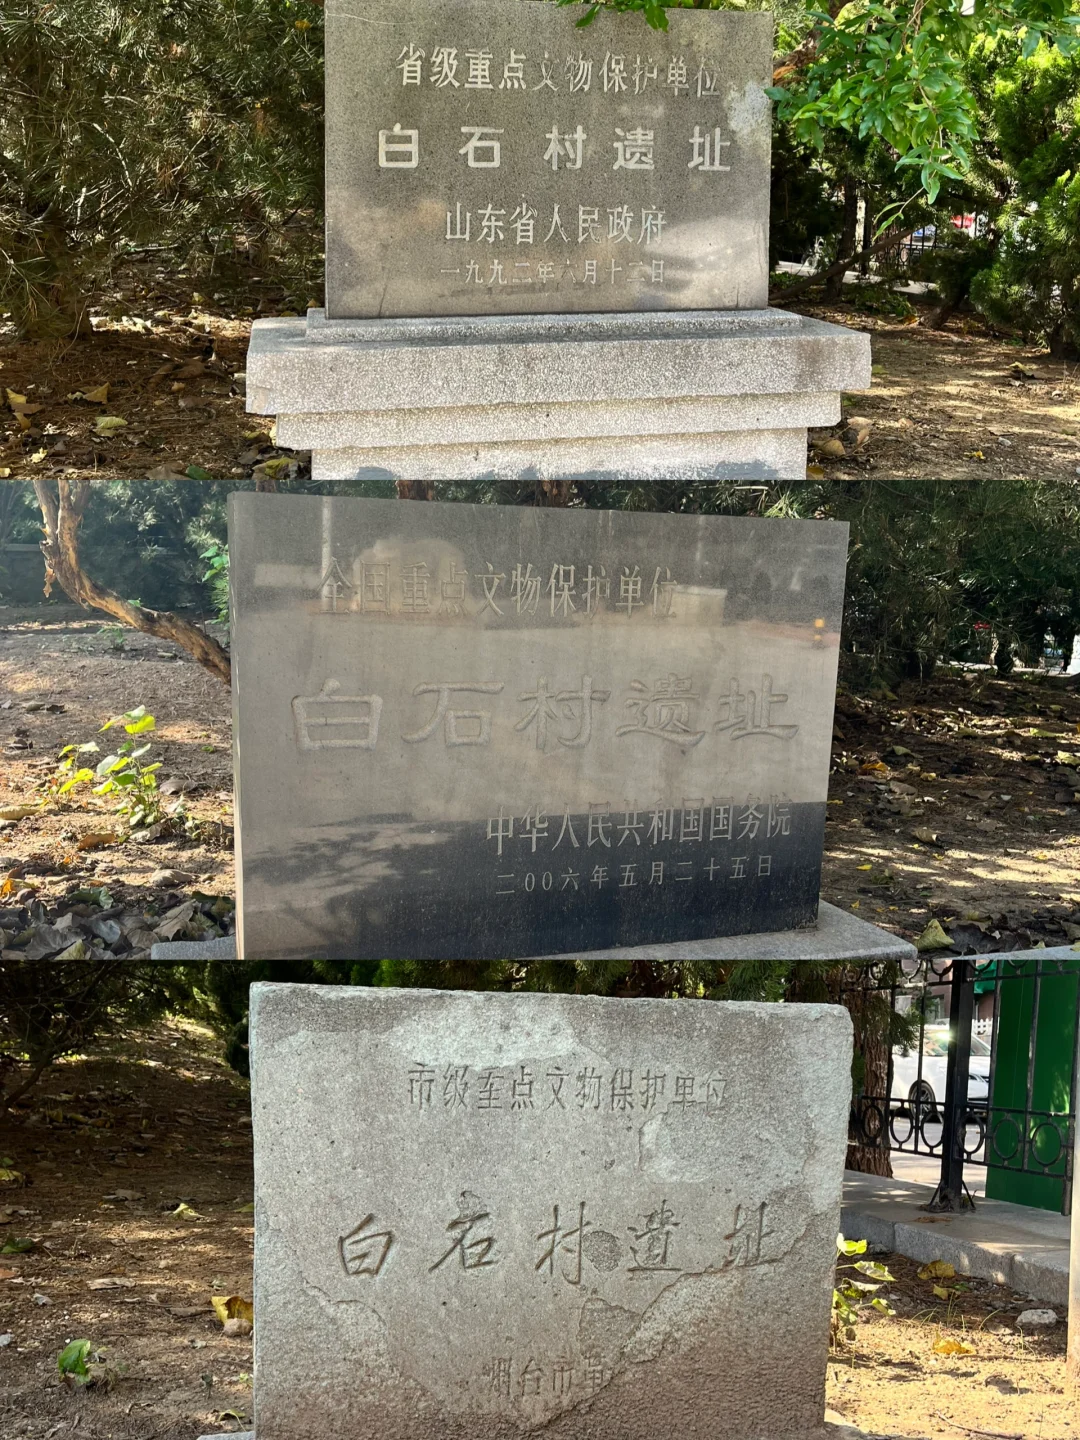 省级重点文物保护单位
白石村遗址
山东省人民政府
一九九二年六月十二日
全国重点文物保护单位
白石村遗址
中华人民共和国国务院
二00六年五月二十五日
市级重点文物保护单位
白石村遗址
烟台市革